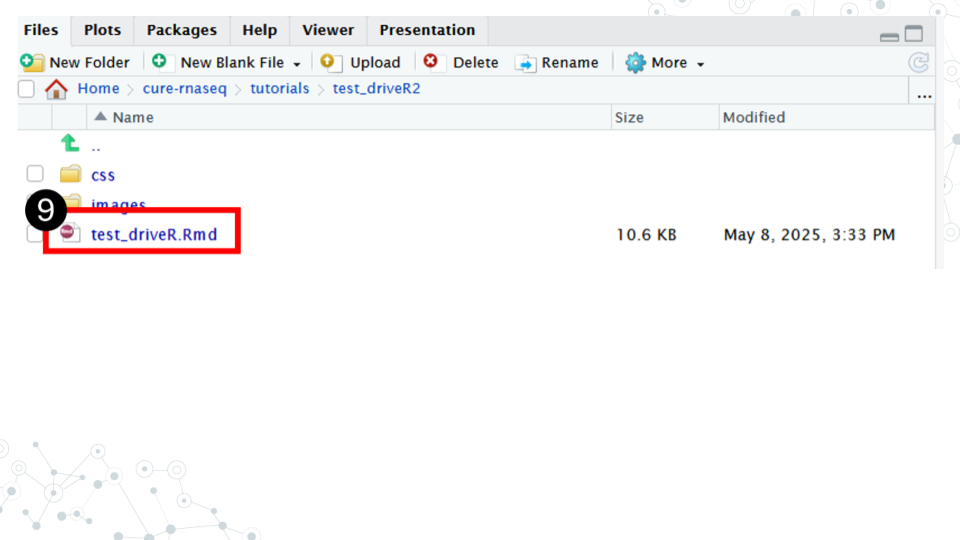 Files Plots Packages Help Viewer Presentation
New Folder New Blank File Upload Delete Rename More
Home cure-rnaseq tutorials test_driveR2 ...
Name Size Modified
..
css
images
9
test_driveR.Rmd 10.6 KB May 8, 2025, 3:33 PM